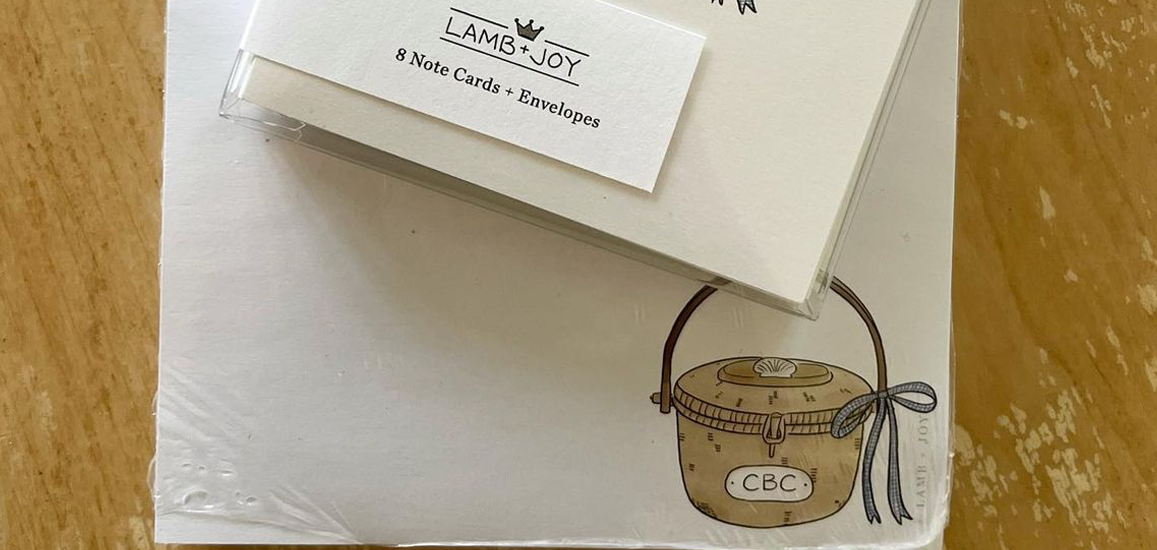 LAMB + JOY
8 Note Cards + Envelopes
CBC
LAMB + JOY